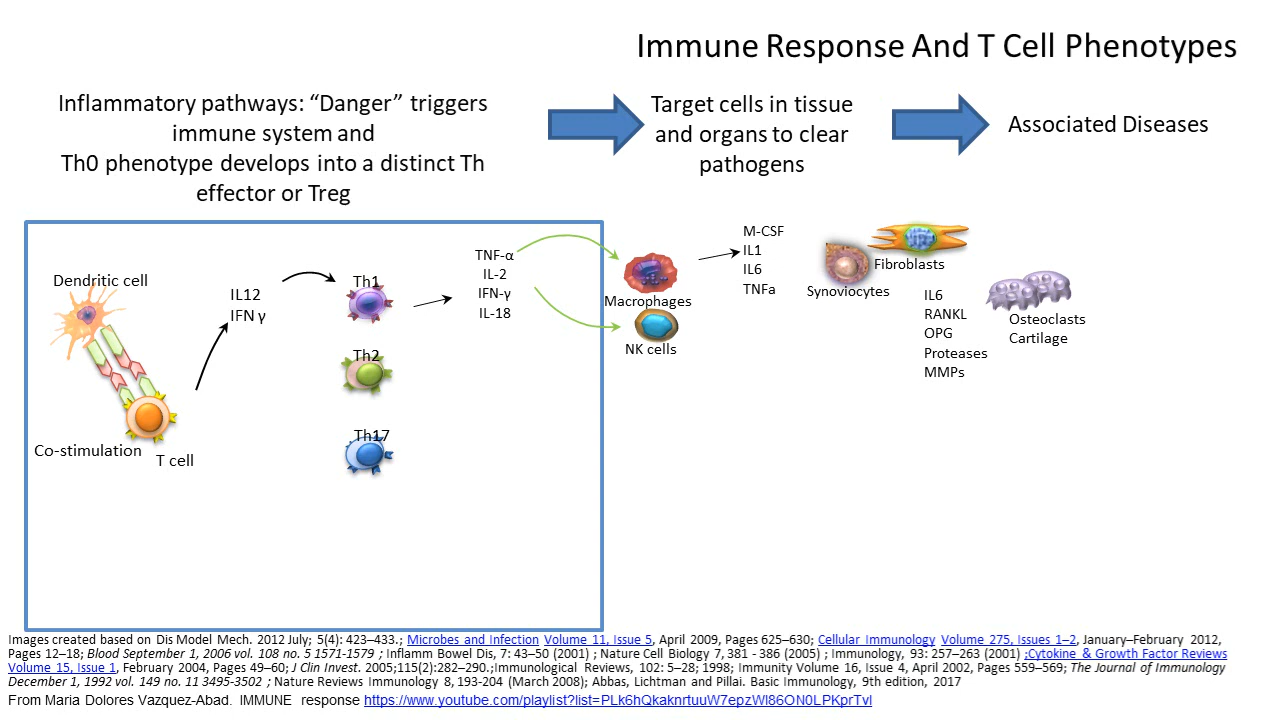 Immune Response And T Cell Phenotypes
Inflammatory pathways: “Danger” triggers
immune system and
Th0 phenotype develops into a distinct Th
effector or Treg
Target cells in tissue
and organs to clear
pathogens
Associated Diseases
Dendritic cell
Co-stimulation
T cell
IL12
IFN γ
Th1
Th2
Th17
TNF-α
IL-2
IFN-γ
IL-18
Macrophages
NK cells
M-CSF
IL1
IL6
TNFa
Synoviocytes
Fibroblasts
IL6
RANKL
OPG
Proteases
MMPs
Osteoclasts
Cartilage
Images created based on Dis Model Mech. 2012 July; 5(4): 423–433.; Microbes and Infection Volume 11, Issue 5, April 2009, Pages 625–630; Cellular Immunology Volume 275, Issues 1–2, January–February 2012,
Pages 12–18; Blood September 1, 2006 vol. 108 no. 5 1571-1579 ; Inflamm Bowel Dis, 7: 43–50 (2001) ; Nature Cell Biology 7, 381 - 386 (2005) ; Immunology, 93: 257–263 (2001) ;Cytokine & Growth Factor Reviews
Volume 15, Issue 1, February 2004, Pages 49–60; J Clin Invest. 2005;115(2):282–290.;Immunological Reviews, 102: 5–28; 1998; Immunity Volume 16, Issue 4, April 2002, Pages 559–569; The Journal of Immunology
December 1, 1992 vol. 149 no. 11 3495-3502 ; Nature Reviews Immunology 8, 193-204 (March 2008); Abbas, Lichtman and Pillai. Basic Immunology, 9th edition, 2017
From Maria Dolores Vazquez-Abad. IMMUNE response https://www.youtube.com/playlist?list=PLk6hQkaknrtuuW7epzWl86ON0LPKprTvl